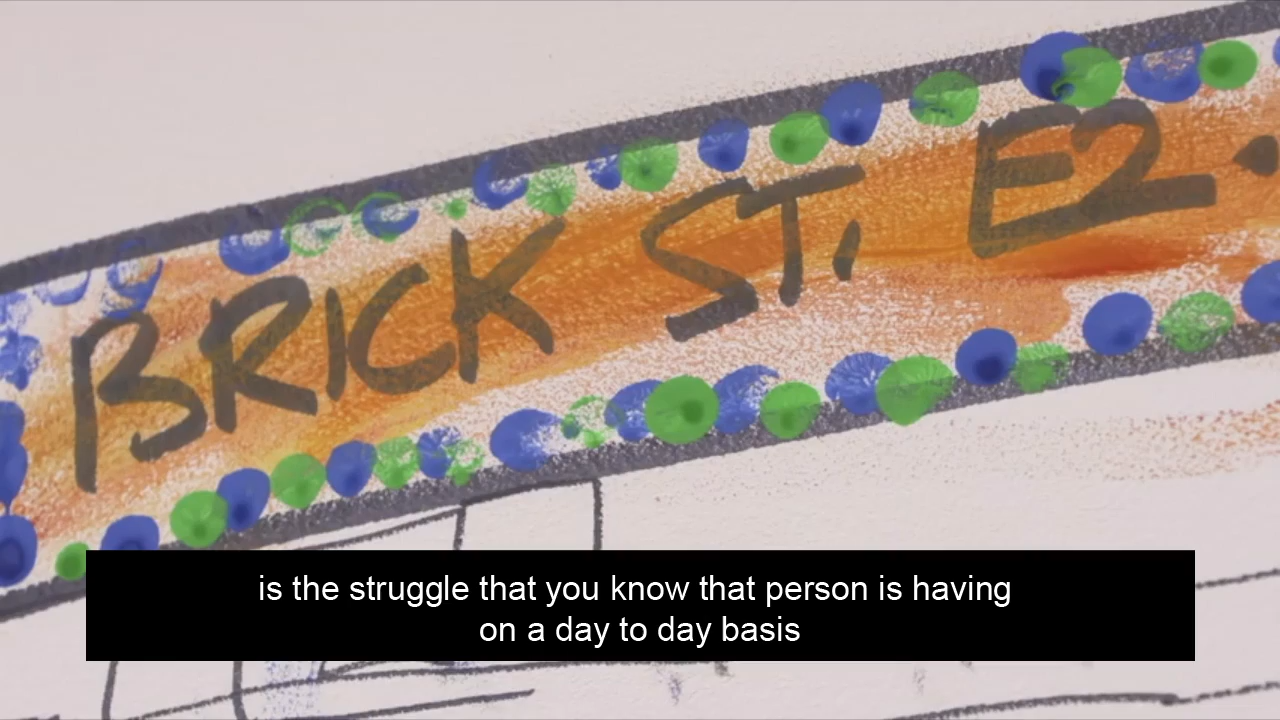 BRICK ST. E2.
is the struggle that you know that person is having
on a day to day basis